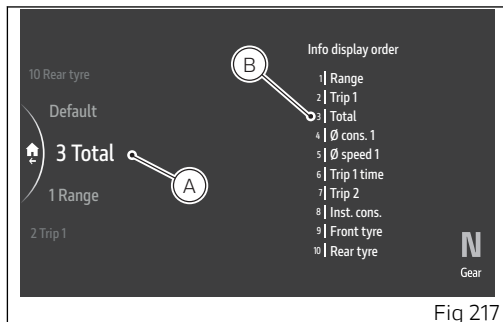 10 Rear tyre
Default
3 Total
1 Range
2 Trip 1
A
B
Info display order
1 Range
2 Trip 1
3 Total
4 Ø cons. 1
5 Ø speed 1
6 Trip 1 time
7 Trip 2
8 Inst. cons.
9 Front tyre
10 Rear tyre
N
Gear
Fig 217